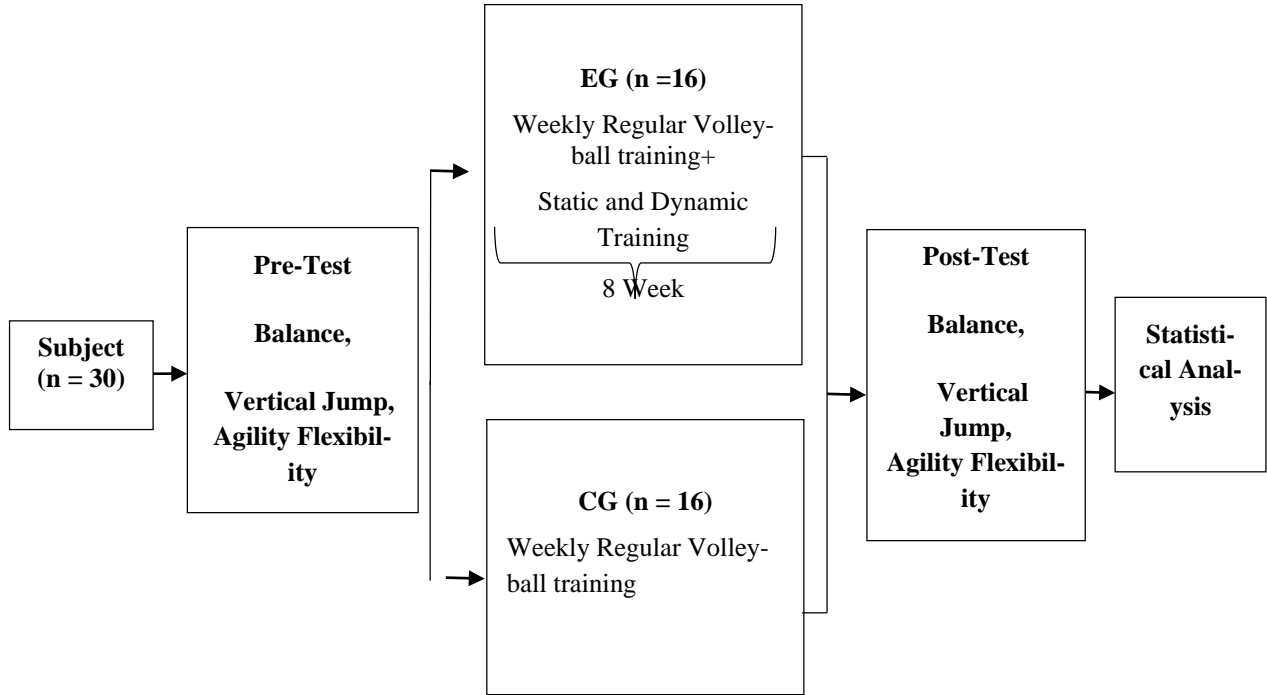 Subject
(n = 30)
Pre-Test
Balance,
Vertical Jump,
Agility Flexibil-
ity
EG (n =16)
Weekly Regular Volley-
ball training+
Static and Dynamic
Training
8 Week
CG (n = 16)
Weekly Regular Volley-
ball training
Post-Test
Balance,
Vertical
Jump,
Agility Flexibil-
ity
Statisti-
cal Anal-
ysis